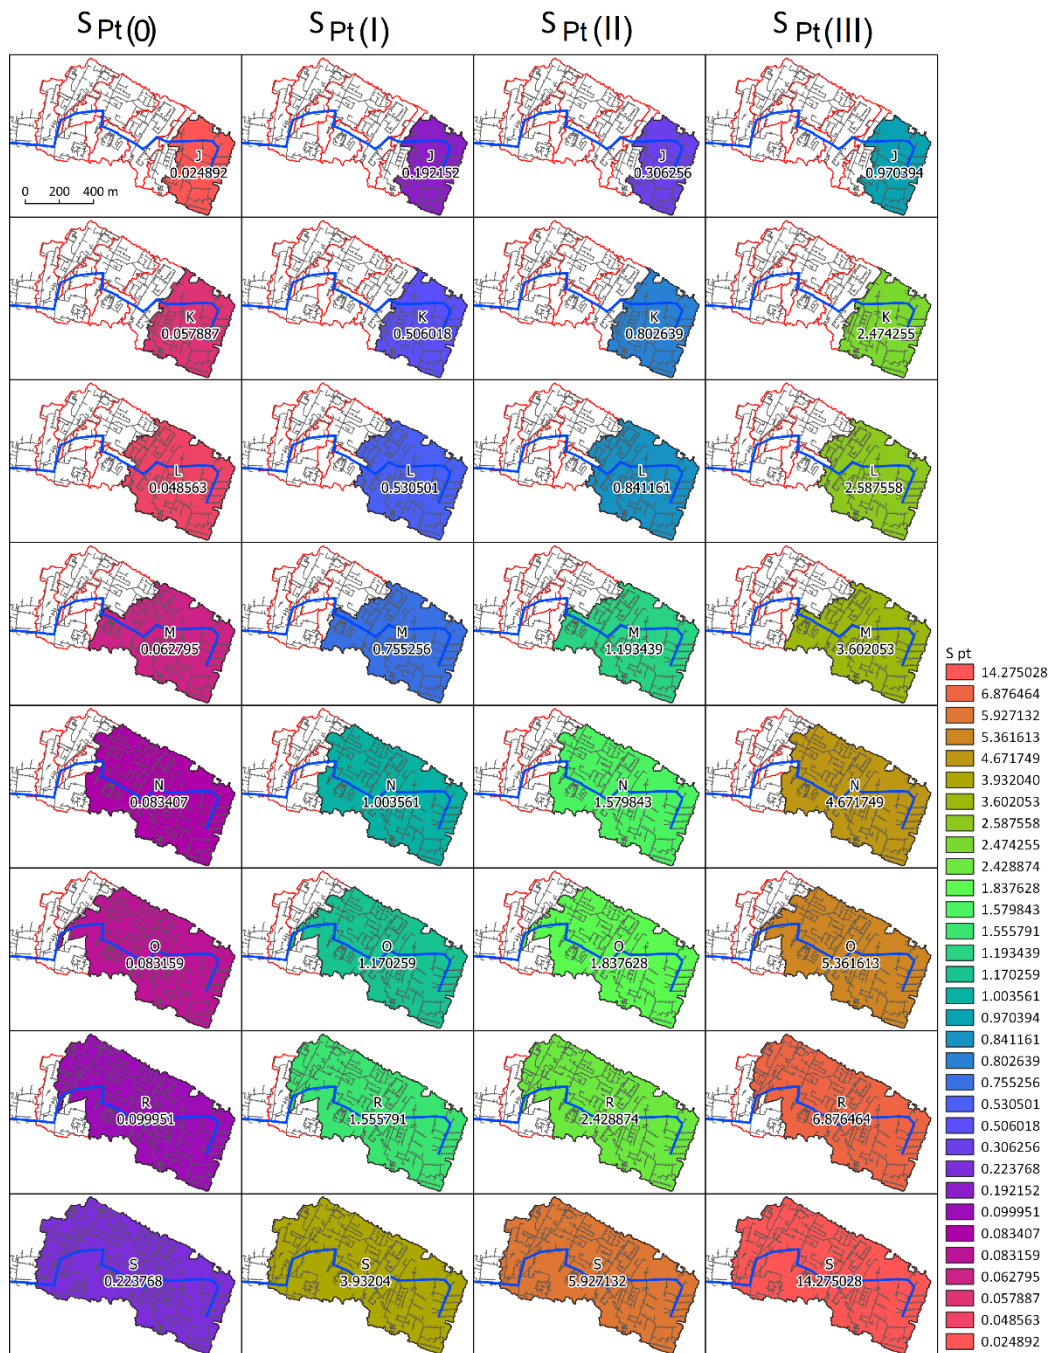 S Pt(0) S Pt(I) S Pt(II) S Pt(III)
J J J J
0.024892 0.192152 0.306256 0.970394
0 200 400 m
K K K K
0.057887 0.506018 0.802639 2.474255
L L L L
0.048563 0.530501 0.841161 2.587558
M M M M
0.062795 0.755256 1.193439 3.602053
N N N N
0.083407 1.003561 1.579843 4.671749
O O O O
0.083159 1.170259 1.837628 5.361613
R R R R
0.099951 1.555791 2.428874 6.876464
S S S S
0.223768 3.93204 5.927132 14.275028
S pt
14.275028
6.876464
5.927132
5.361613
4.671749
3.932040
3.602053
2.587558
2.474255
2.428874
1.837628
1.579843
1.555791
1.193439
1.170259
1.003561
0.970394
0.841161
0.802639
0.755256
0.530501
0.506018
0.306256
0.223768
0.192152
0.099951
0.083407
0.083159
0.062795
0.057887
0.048563
0.024892